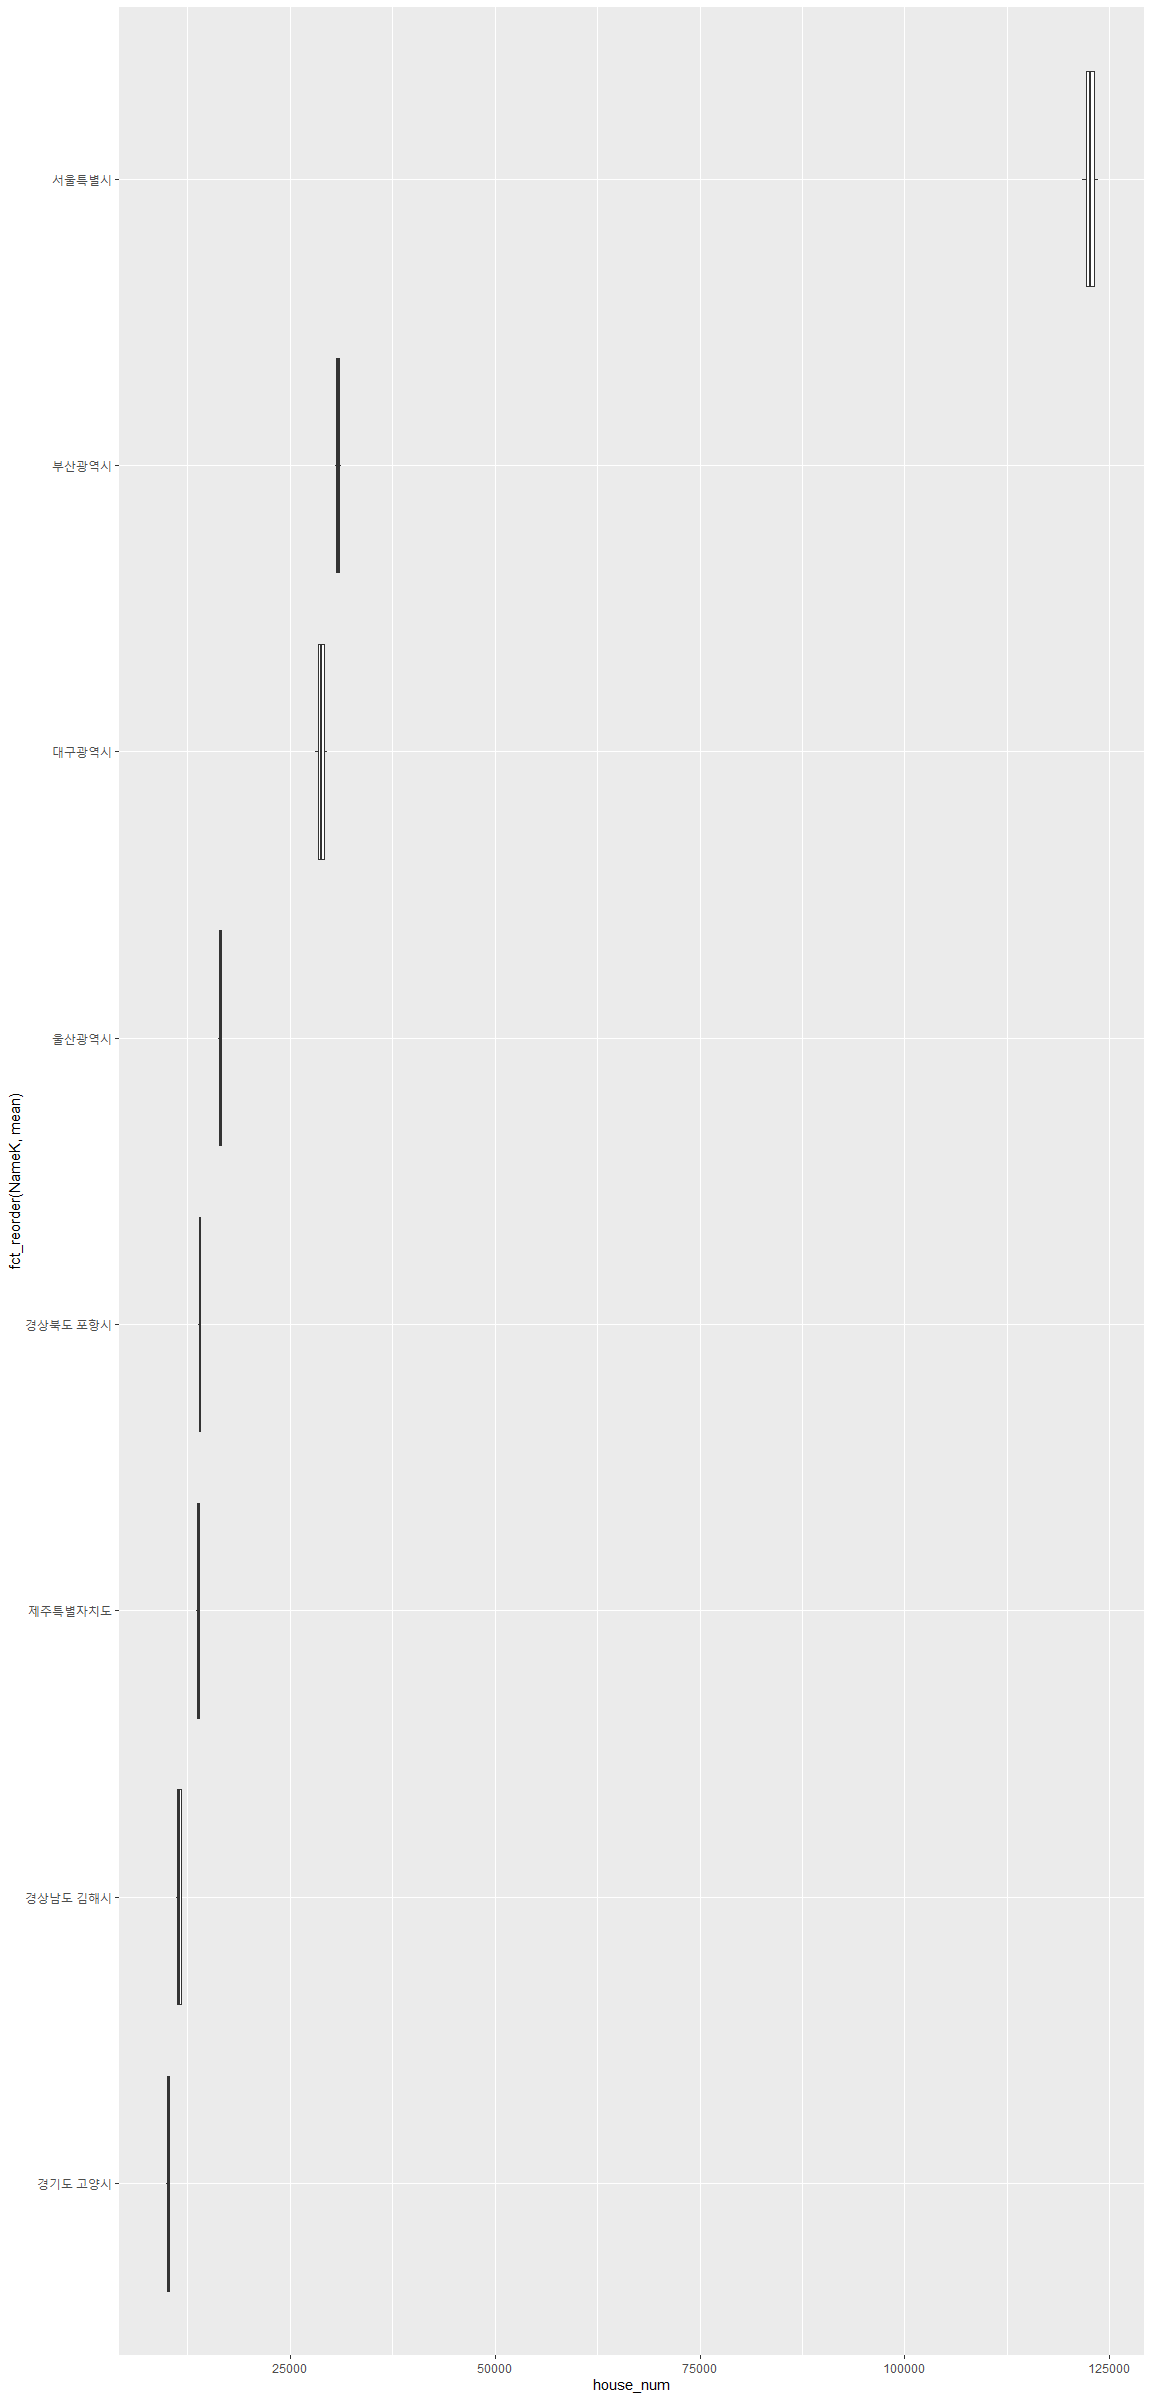 서울특별시
부산광역시
대구광역시
울산광역시
경상북도 포항시
제주특별자치도
경상남도 김해시
경기도 고양시
fct_reorder(NameK, mean)
25000 50000 75000 100000 125000
house_num